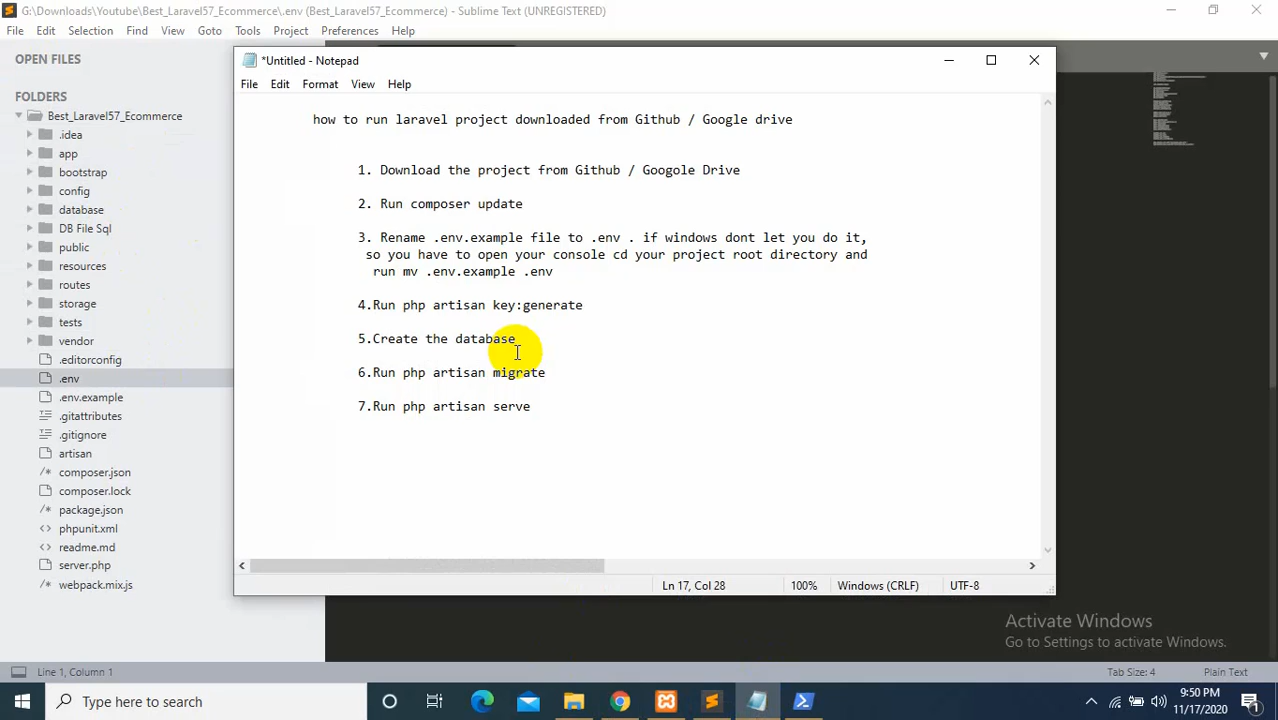 G:\Downloads\Youtube\Best_Laravel57_Ecommerce\.env (Best_Laravel57_Ecommerce) - Sublime Text (UNREGISTERED)
File Edit Selection Find View Goto Tools Project Preferences Help
OPEN FILES
FOLDERS
Best_Laravel57_Ecommerce
.idea
app
bootstrap
config
database
DB File Sql
public
resources
routes
storage
tests
vendor
.editorconfig
.env
.env.example
.gitattributes
.gitignore
artisan
composer.json
composer.lock
package.json
phpunit.xml
readme.md
server.php
webpack.mix.js
*Untitled - Notepad
File Edit Format View Help
how to run laravel project downloaded from Github / Google drive
1. Download the project from Github / Googole Drive
2. Run composer update
3. Rename .env.example file to .env . if windows dont let you do it,
so you have to open your console cd your project root directory and
run mv .env.example .env
4.Run php artisan key:generate
5.Create the database
6.Run php artisan migrate
7.Run php artisan serve
Ln 17, Col 28 100% Windows (CRLF) UTF-8
Activate Windows
Go to Settings to activate Windows.
Line 1, Column 1 Tab Size: 4 Plain Text
Type here to search
9:50 PM
11/17/2020
1